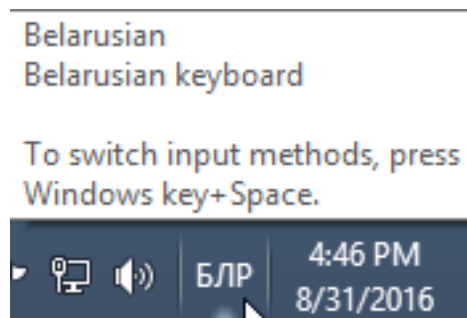 Belarusian
Belarusian keyboard
To switch input methods, press
Windows key+Space.
БЛР
4:46 PM
8/31/2016